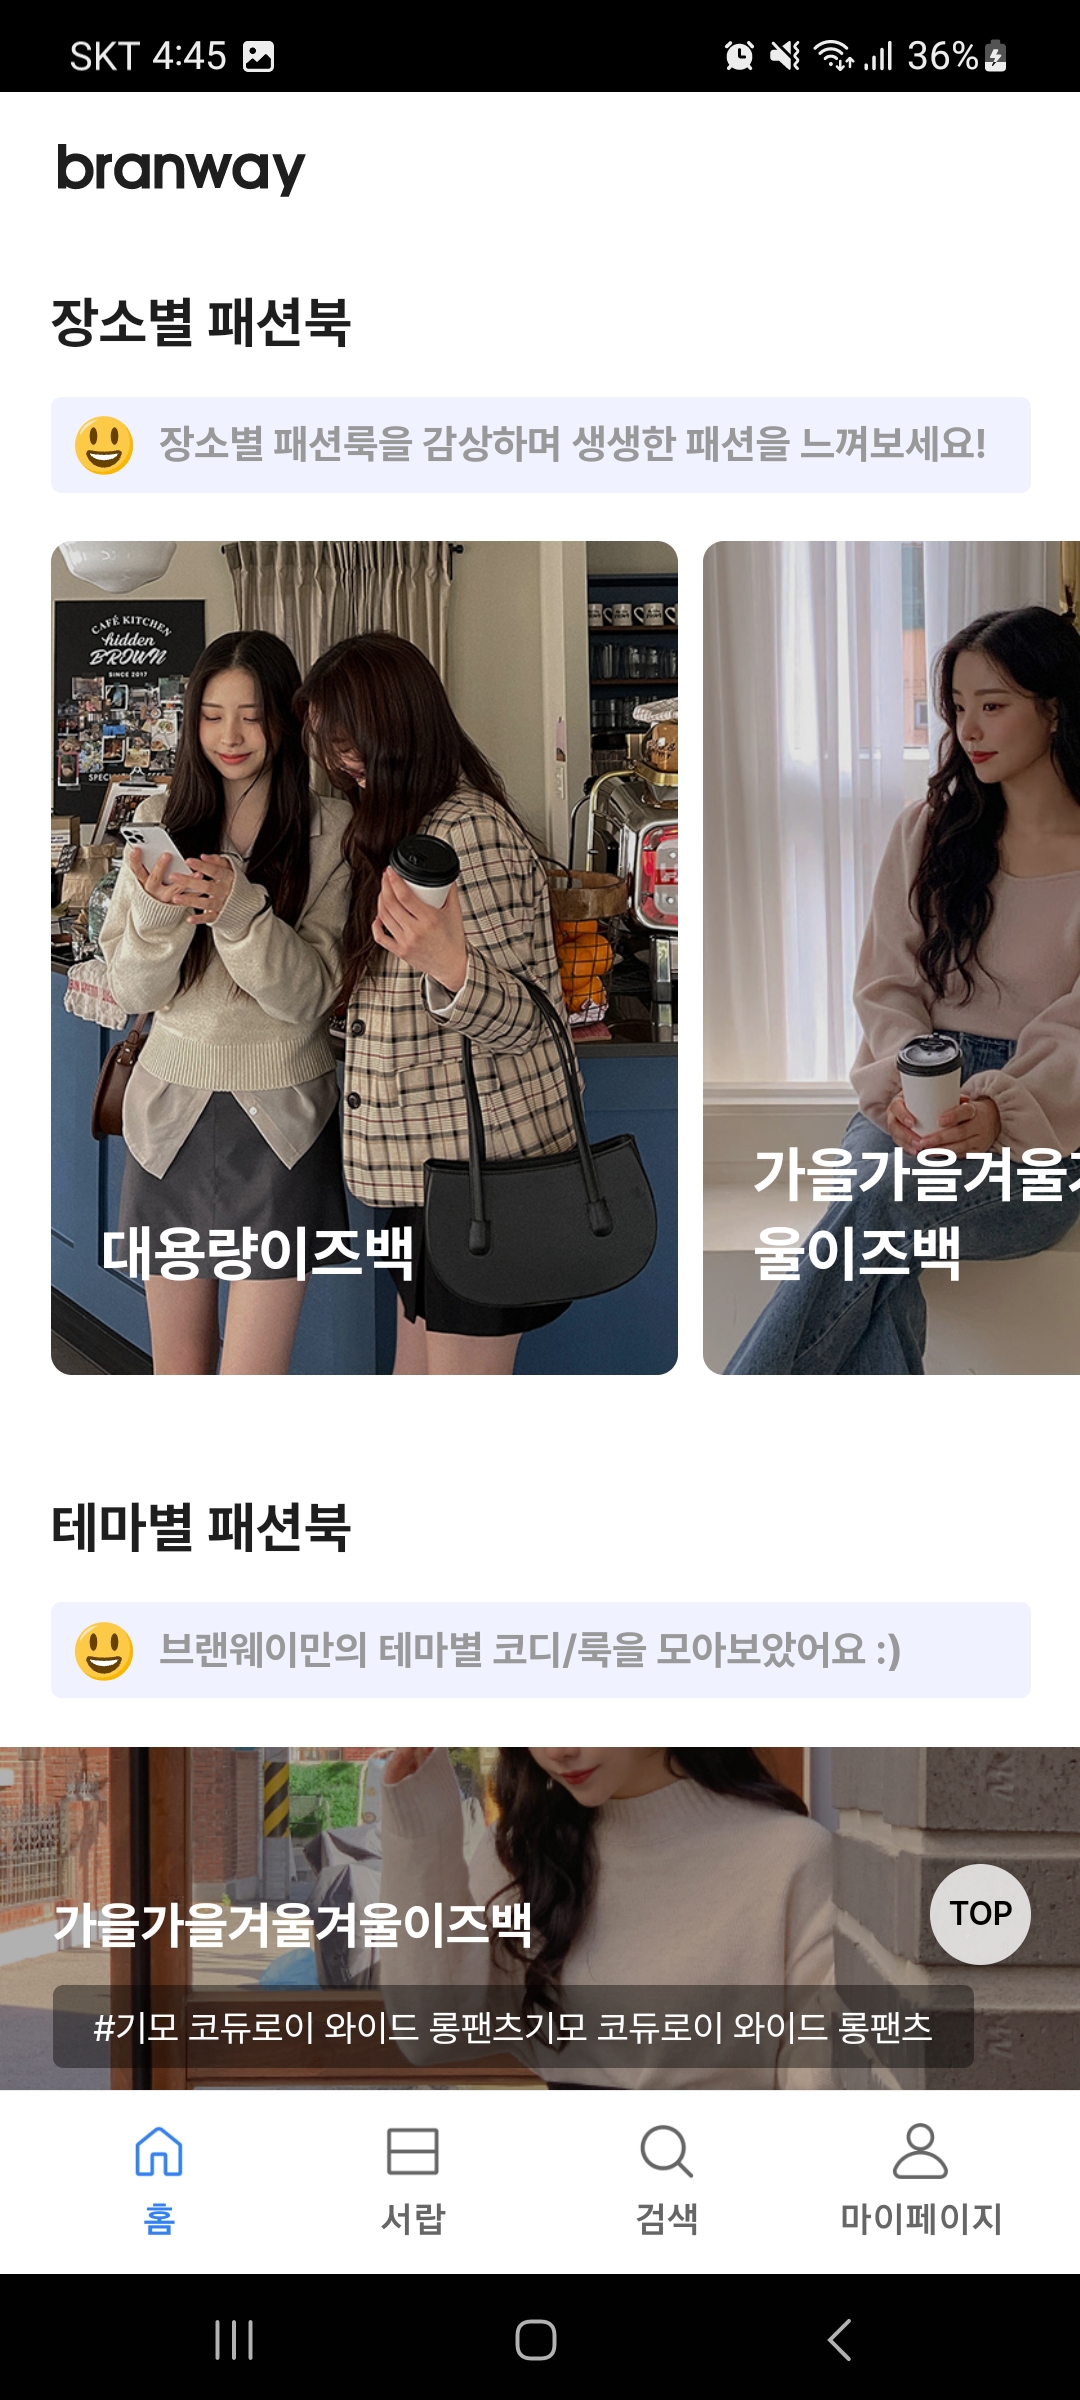 SKT 4:45
36%
branway
장소별 패션북
장소별 패션룩을 감상하며 생생한 패션을 느껴보세요!
CAFÉ KITCHEN
hidden
BROWN
SINCE 2017
대용량이즈백
가을가을겨울겨
울이즈백
테마별 패션북
브랜웨이만의 테마별 코디/룩을 모아보았어요 :)
가을가을겨울겨울이즈백
TOP
#기모 코듀로이 와이드 롱팬츠기모 코듀로이 와이드 롱팬츠
홈
서랍
검색
마이페이지